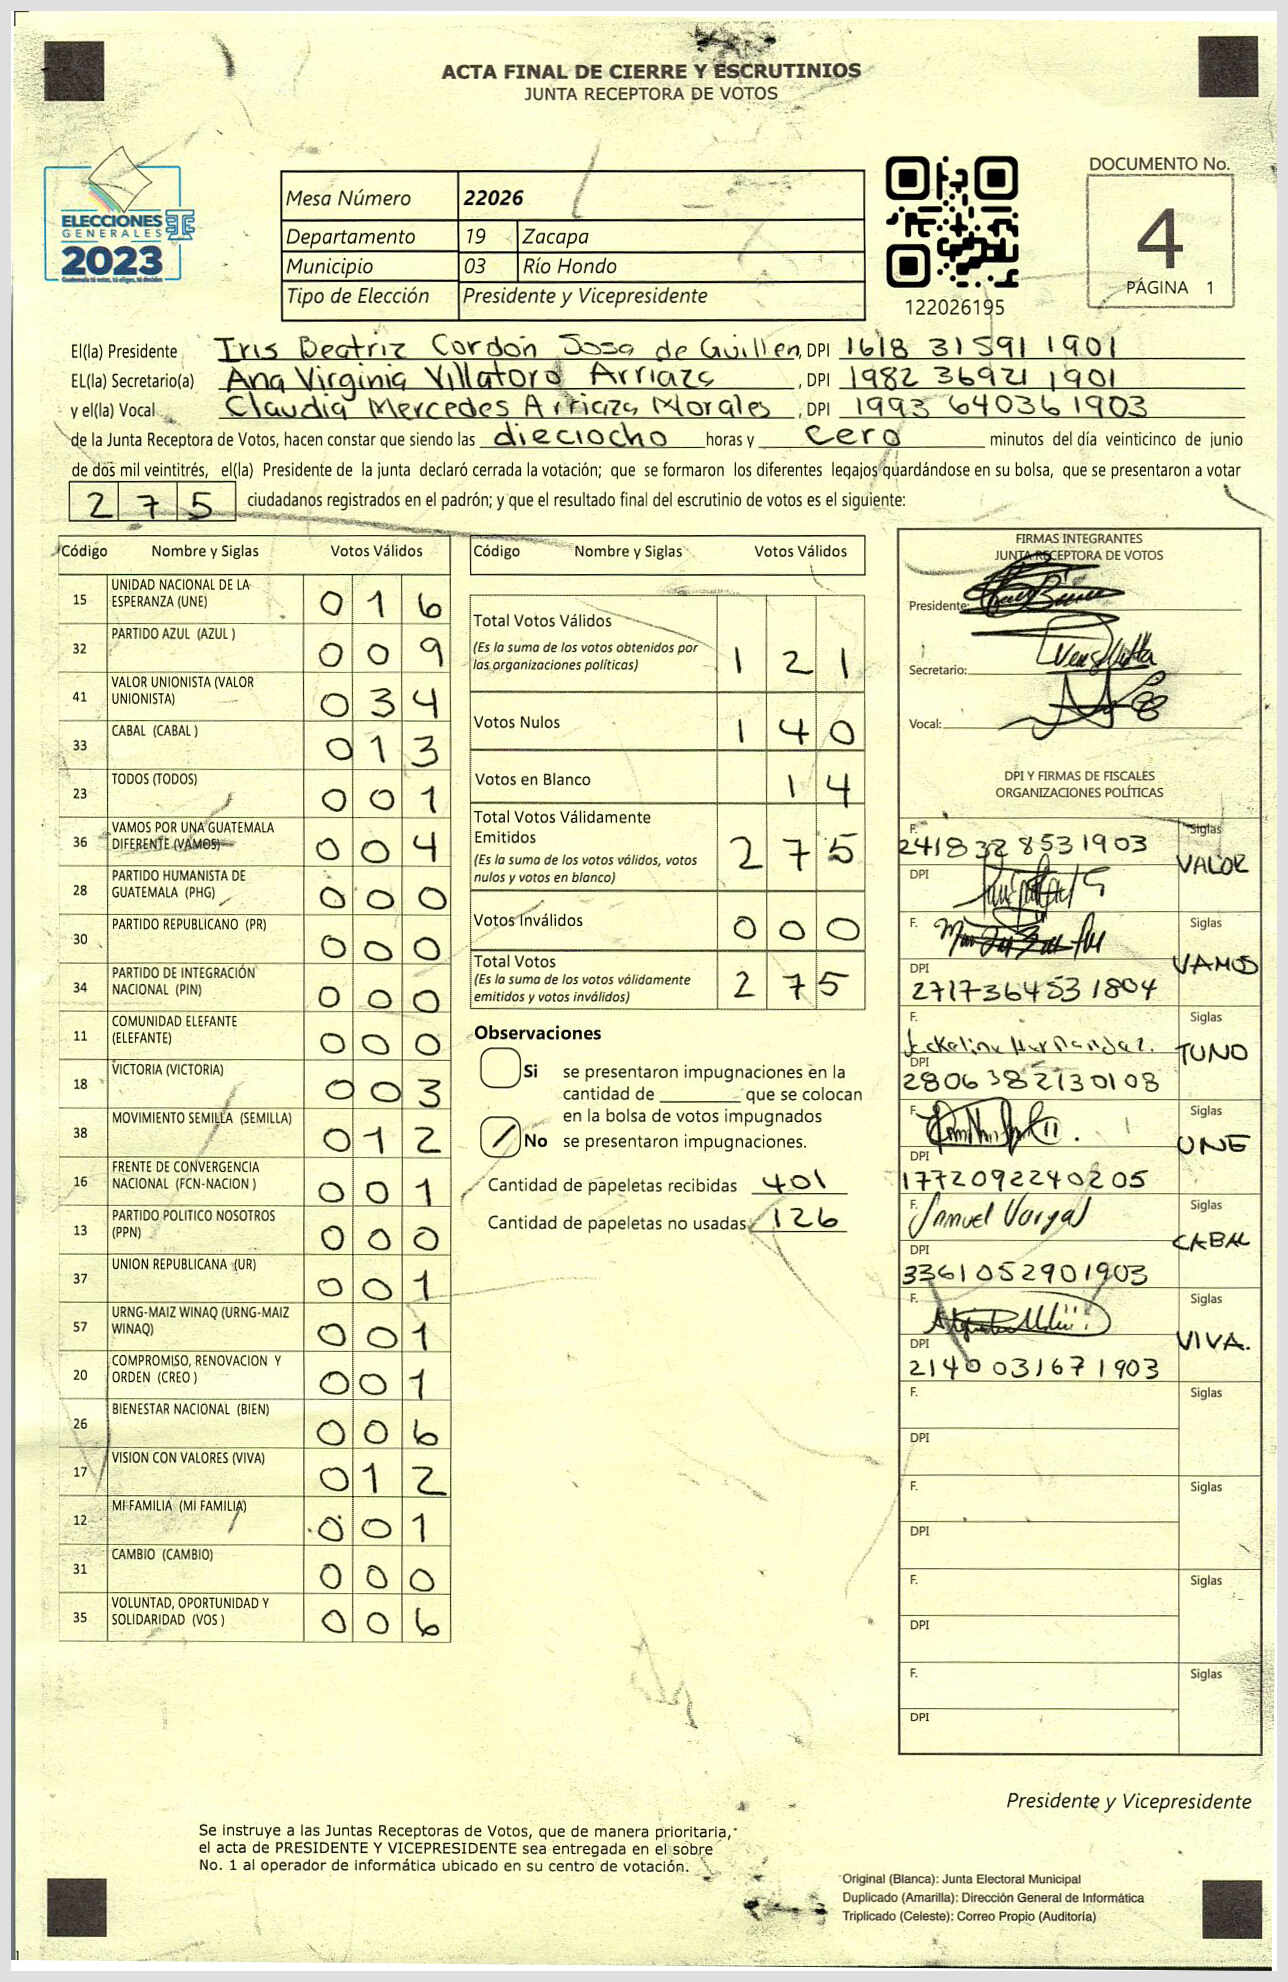 ACTA FINAL DE CIERRE Y ESCRUTINIOS
JUNTA RECEPTORA DE VOTOS
ELECCIONES
GENERALES
2023
Mesa Número 22026
Departamento 19 Zacapa
Municipio 03 Río Hondo
Tipo de Elección Presidente y Vicepresidente
122026195
DOCUMENTO No.
4
PÁGINA 1
El(la) Presidente Iris Beatriz Cordón Sosa de Guillen, DPI 1618 31591 1901
EL(la) Secretario(a) Ana Virginia Villatoro Arriaza, DPI 1982 36921 1901
y el(la) Vocal Claudia Mercedes Arriaza Morales, DPI 1993 64036 1903
de la Junta Receptora de Votos, hacen constar que siendo las dieciocho horas y cero minutos del día veinticinco de junio
de dos mil veintitrés, el(la) Presidente de la junta declaró cerrada la votación; que se formaron los diferentes legajos guardándose en su bolsa, que se presentaron a votar
275 ciudadanos registrados en el padrón; y que el resultado final del escrutinio de votos es el siguiente:
Código Nombre y Siglas Votos Válidos
15 UNIDAD NACIONAL DE LA ESPERANZA (UNE) 016
32 PARTIDO AZUL (AZUL ) 009
41 VALOR UNIONISTA (VALOR UNIONISTA) 034
33 CABAL (CABAL ) 013
23 TODOS (TODOS) 001
36 VAMOS POR UNA GUATEMALA DIFERENTE (VAMOS) 004
28 PARTIDO HUMANISTA DE GUATEMALA (PHG) 000
30 PARTIDO REPUBLICANO (PR) 000
34 PARTIDO DE INTEGRACIÓN NACIONAL (PIN) 000
11 COMUNIDAD ELEFANTE (ELEFANTE) 000
18 VICTORIA (VICTORIA) 003
38 MOVIMIENTO SEMILLA (SEMILLA) 012
16 FRENTE DE CONVERGENCIA NACIONAL (FCN-NACION ) 001
13 PARTIDO POLITICO NOSOTROS (PPN) 000
37 UNION REPUBLICANA (UR) 001
57 URNG-MAIZ WINAQ (URNG-MAIZ WINAQ) 001
20 COMPROMISO, RENOVACION Y ORDEN (CREO ) 001
26 BIENESTAR NACIONAL (BIEN) 006
17 VISION CON VALORES (VIVA) 012
12 MI FAMILIA (MI FAMILIA) 001
31 CAMBIO (CAMBIO) 000
35 VOLUNTAD, OPORTUNIDAD Y SOLIDARIDAD (VOS ) 006
Código Nombre y Siglas Votos Válidos
Total Votos Válidos
(Es la suma de los votos obtenidos por
las organizaciones políticas) 121
Votos Nulos 140
Votos en Blanco 14
Total Votos Válidamente
Emitidos
(Es la suma de los votos válidos, votos
nulos y votos en blanco) 275
Votos Inválidos 000
Total Votos
(Es la suma de los votos válidamente
emitidos y votos inválidos) 275
Observaciones
Si se presentaron impugnaciones en la
cantidad de ________ que se colocan
en la bolsa de votos impugnados
No se presentaron impugnaciones.
Cantidad de papeletas recibidas 401
Cantidad de papeletas no usadas 126
FIRMAS INTEGRANTES
JUNTA RECEPTORA DE VOTOS
Presidente:
Secretario:
Vocal:
DPI Y FIRMAS DE FISCALES
ORGANIZACIONES POLÍTICAS
F. Siglas
2418328531903 VALOR
DPI
F. Siglas
VAMOS
DPI
2717364531804
F. Siglas
Jackeline Hernandez. TUNO
DPI
2806382130108
F. Siglas
UNE
DPI
1772092240205
F. Siglas
Samuel Vargas CABAL
DPI
3361052901903
F. Siglas
VIVA.
DPI
2140031671903
F. Siglas
DPI
F. Siglas
DPI
F. Siglas
DPI
F. Siglas
DPI
Presidente y Vicepresidente
Se instruye a las Juntas Receptoras de Votos, que de manera prioritaria,
el acta de PRESIDENTE Y VICEPRESIDENTE sea entregada en el sobre
No. 1 al operador de informática ubicado en su centro de votación.
Original (Blanca): Junta Electoral Municipal
Duplicado (Amarilla): Dirección General de Informática
Triplicado (Celeste): Correo Propio (Auditoría)